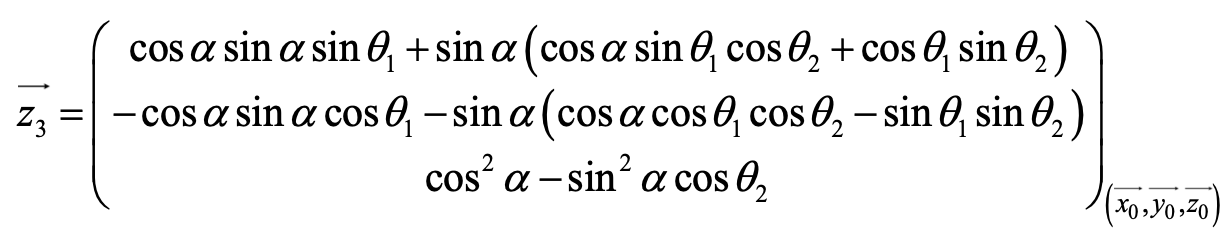 cos α sin α sin θ₁ + sin α (cos α sin θ₁ cos θ₂ + cos θ₁ sin θ₂)
z₃⃗ = ( −cos α sin α cos θ₁ − sin α (cos α cos θ₁ cos θ₂ − sin θ₁ sin θ₂) )
cos² α − sin² α cos θ₂
(x₀⃗, y₀⃗, z₀⃗)